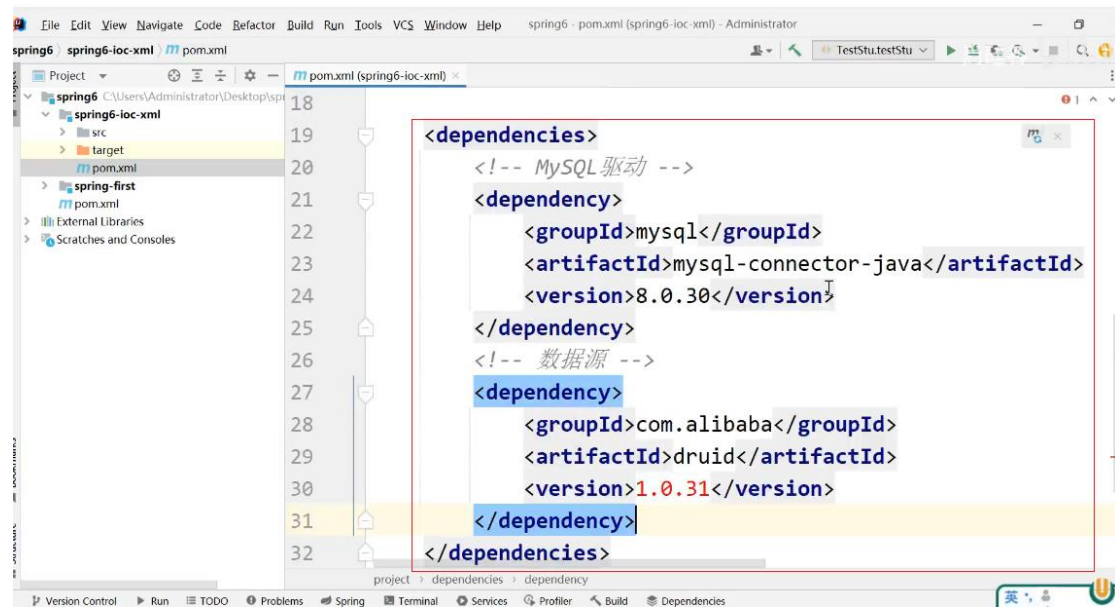 File Edit View Navigate Code Refactor Build Run Tools VCS Window Help spring6 - pom.xml (spring6-ioc-xml) - Administrator
spring6 spring6-ioc-xml pom.xml
TestStu.testStu
Project
pom.xml (spring6-ioc-xml)
spring6 C:\Users\Administrator\Desktop\spr
spring6-ioc-xml
src
target
pom.xml
spring-first
pom.xml
External Libraries
Scratches and Consoles
1
18
19 <dependencies>
20 <!-- MySQL驱动 -->
21 <dependency>
22 <groupId>mysql</groupId>
23 <artifactId>mysql-connector-java</artifactId>
24 <version>8.0.30</version>
25 </dependency>
26 <!-- 数据源 -->
27 <dependency>
28 <groupId>com.alibaba</groupId>
29 <artifactId>druid</artifactId>
30 <version>1.0.31</version>
31 </dependency>
32 </dependencies>
project › dependencies › dependency
Version Control Run TODO Problems Spring Terminal Services Profiler Build Dependencies
英